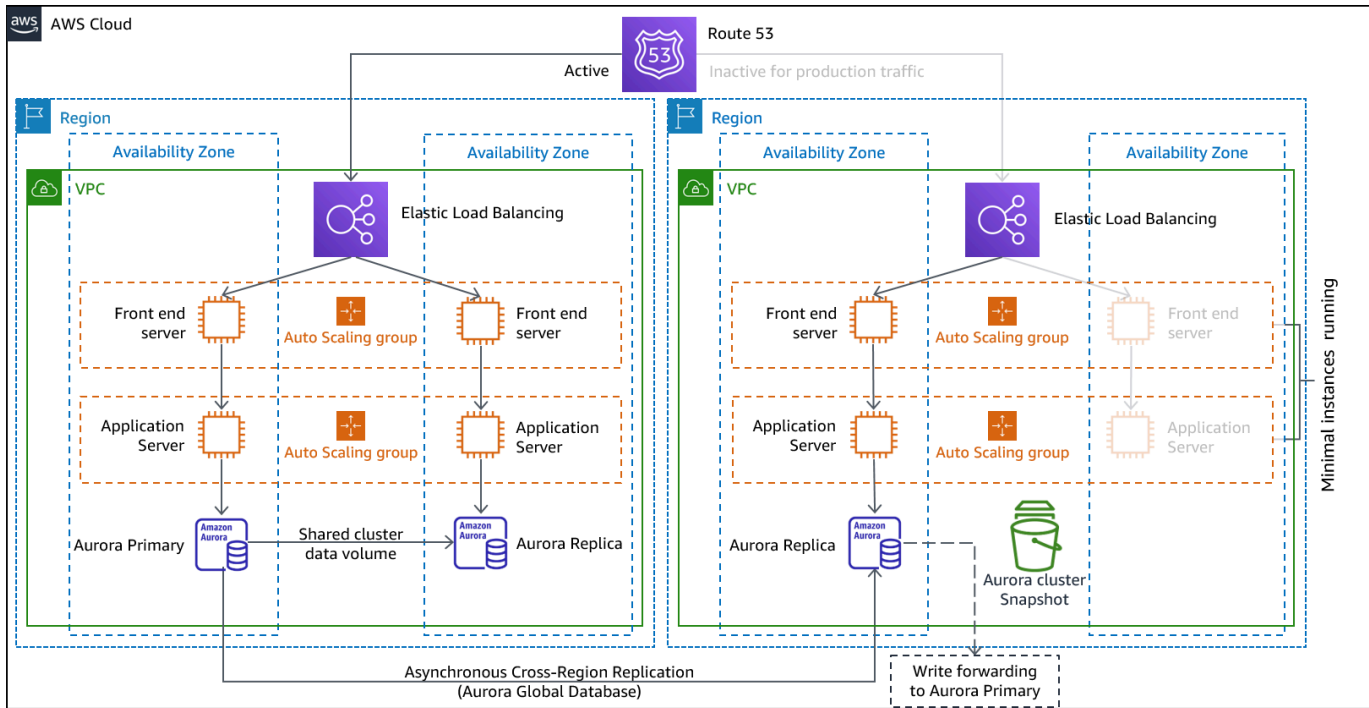 aws
AWS Cloud
Route 53
53
Active
Inactive for production traffic
Region
Availability Zone
Availability Zone
VPC
Elastic Load Balancing
Front end
server
Auto Scaling group
Front end
server
Application
Server
Auto Scaling group
Application
Server
Aurora Primary
Amazon
Aurora
Shared cluster
data volume
Amazon
Aurora
Aurora Replica
Region
Availability Zone
Availability Zone
VPC
Elastic Load Balancing
Front end
server
Auto Scaling group
Front end
server
Application
Server
Auto Scaling group
Application
Server
Minimal instances running
Aurora Replica
Amazon
Aurora
Aurora cluster
Snapshot
Asynchronous Cross-Region Replication
(Aurora Global Database)
Write forwarding
to Aurora Primary